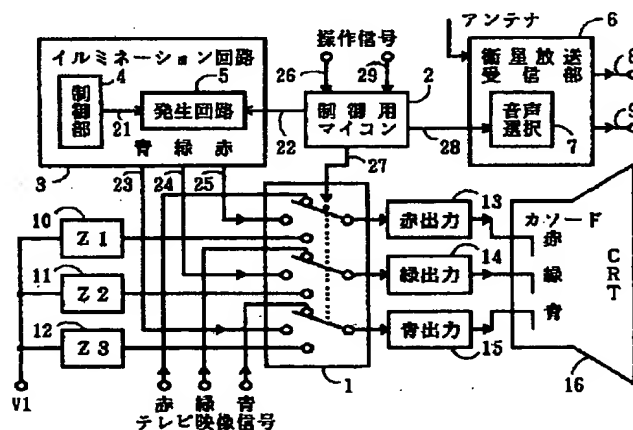 アンテナ
6
イルミネーション回路
操作信号
衛星放送
受信部
8
4
5
26
29
2
制御部
発生回路
制御用
マイコン
音声
選択
9
21
22
28
7
青 緑 赤
3
23
24
25
27
10
13
Z1
赤出力
カソード
赤
11
14
Z2
緑出力
緑
CRT
12
青
Z3
青出力
15
V1
赤 緑 青
1
16
テレビ映像信号